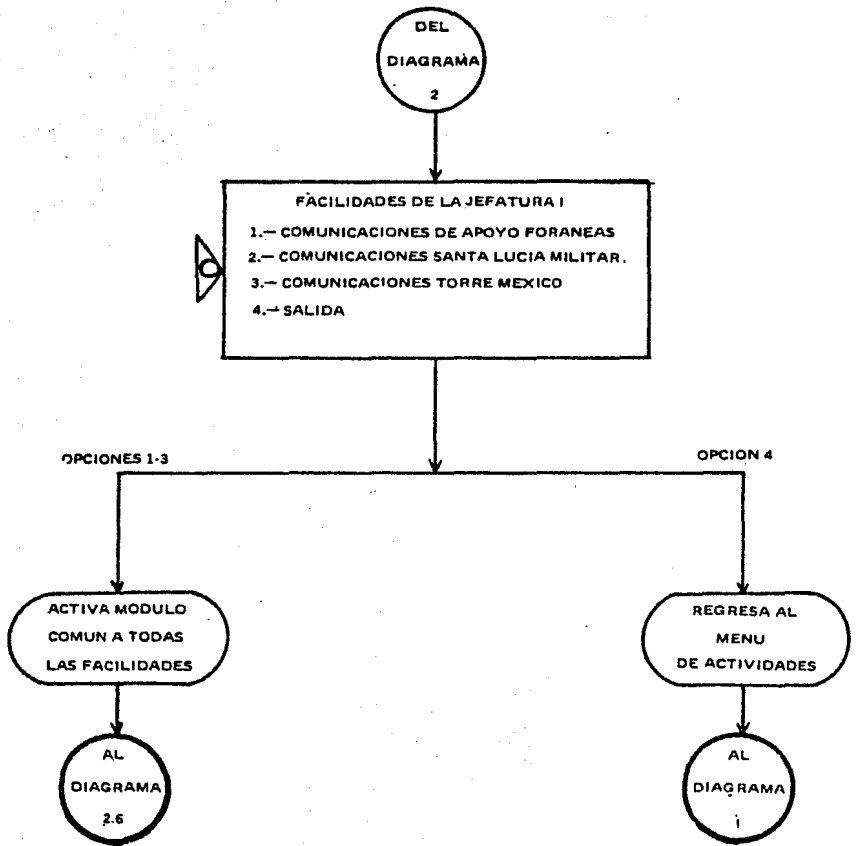 DEL
DIAGRAMA
2
FACILIDADES DE LA JEFATURA I
1.— COMUNICACIONES DE APOYO FORANEAS
2.— COMUNICACIONES SANTA LUCIA MILITAR.
3.— COMUNICACIONES TORRE MEXICO
4.— SALIDA
OPCIONES 1-3
OPCION 4
ACTIVA MODULO
COMUN A TODAS
LAS FACILIDADES
REGRESA AL
MENU
DE ACTIVIDADES
AL
DIAGRAMA
2.6
AL
DIAGRAMA
1